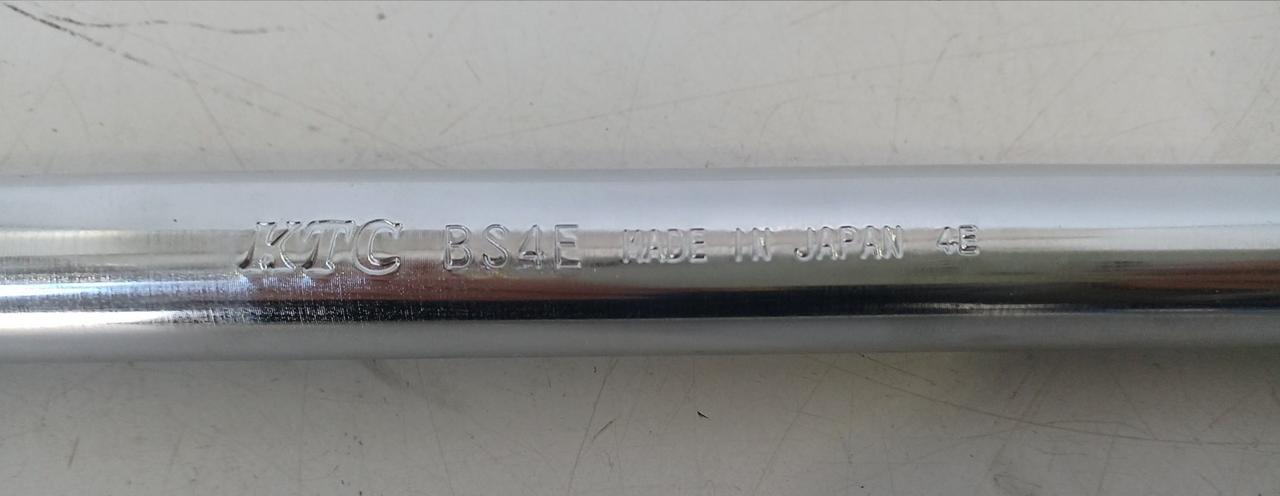 KTC BS4E MADE IN JAPAN 4E